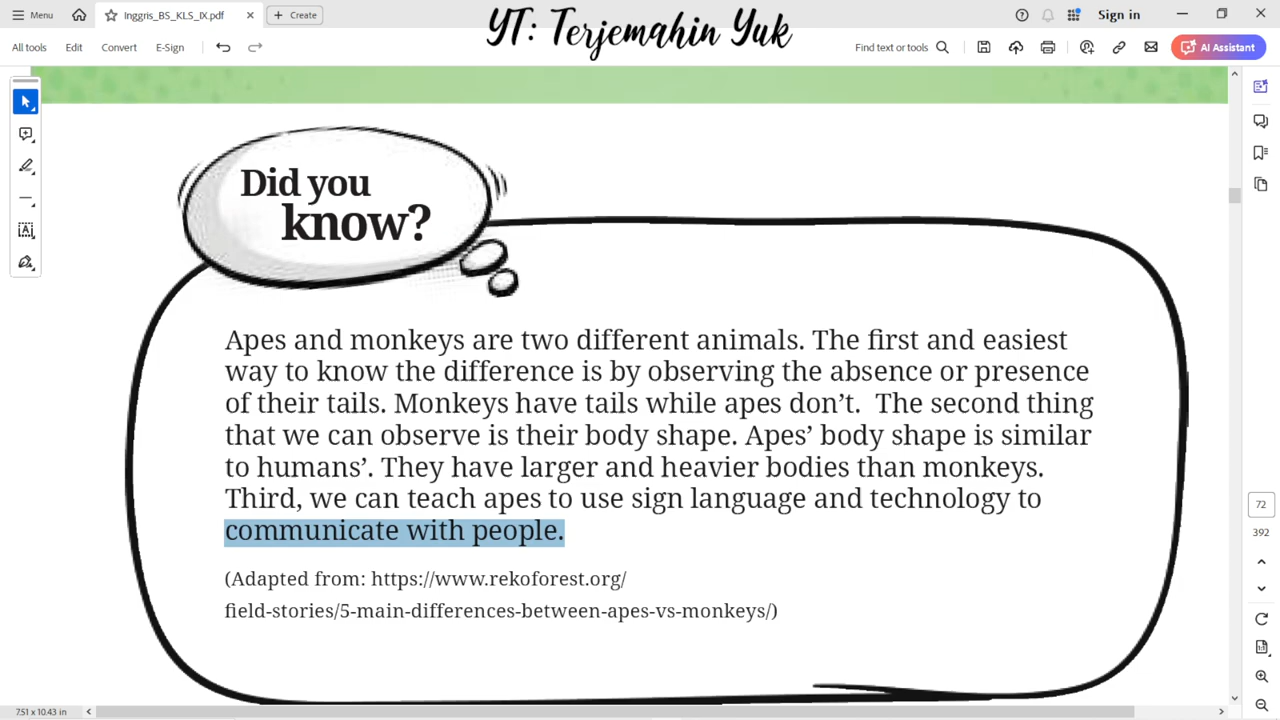 Menu
Inggris_BS_KLS_IX.pdf
Create
YT: Terjemahin Yuk
Sign in
All tools
Edit
Convert
E-Sign
Find text or tools
AI Assistant
Did you
know?
Apes and monkeys are two different animals. The first and easiest
way to know the difference is by observing the absence or presence
of their tails. Monkeys have tails while apes don’t.  The second thing
that we can observe is their body shape. Apes’ body shape is similar
to humans’. They have larger and heavier bodies than monkeys.
Third, we can teach apes to use sign language and technology to
communicate with people.
(Adapted from: https://www.rekoforest.org/
field-stories/5-main-differences-between-apes-vs-monkeys/)
72
392
7.51 x 10.43 in